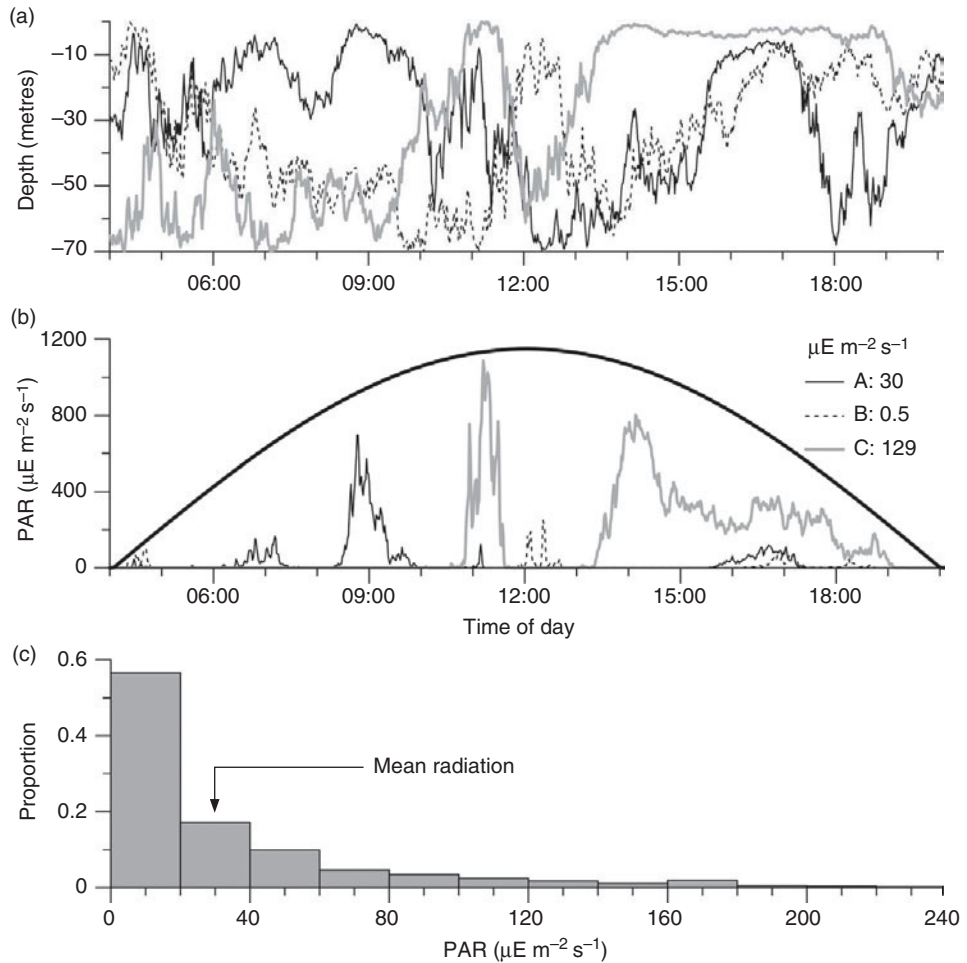 (a)
Depth (metres)
−10
−30
−50
−70
06:00 09:00 12:00 15:00 18:00
(b)
PAR (μE m⁻² s⁻¹)
1200
800
400
0
μE m⁻² s⁻¹
A: 30
B: 0.5
C: 129
06:00 09:00 12:00 15:00 18:00
Time of day
(c)
Proportion
0.6
0.4
0.2
0
Mean radiation
0 40 80 120 160 200 240
PAR (μE m⁻² s⁻¹)